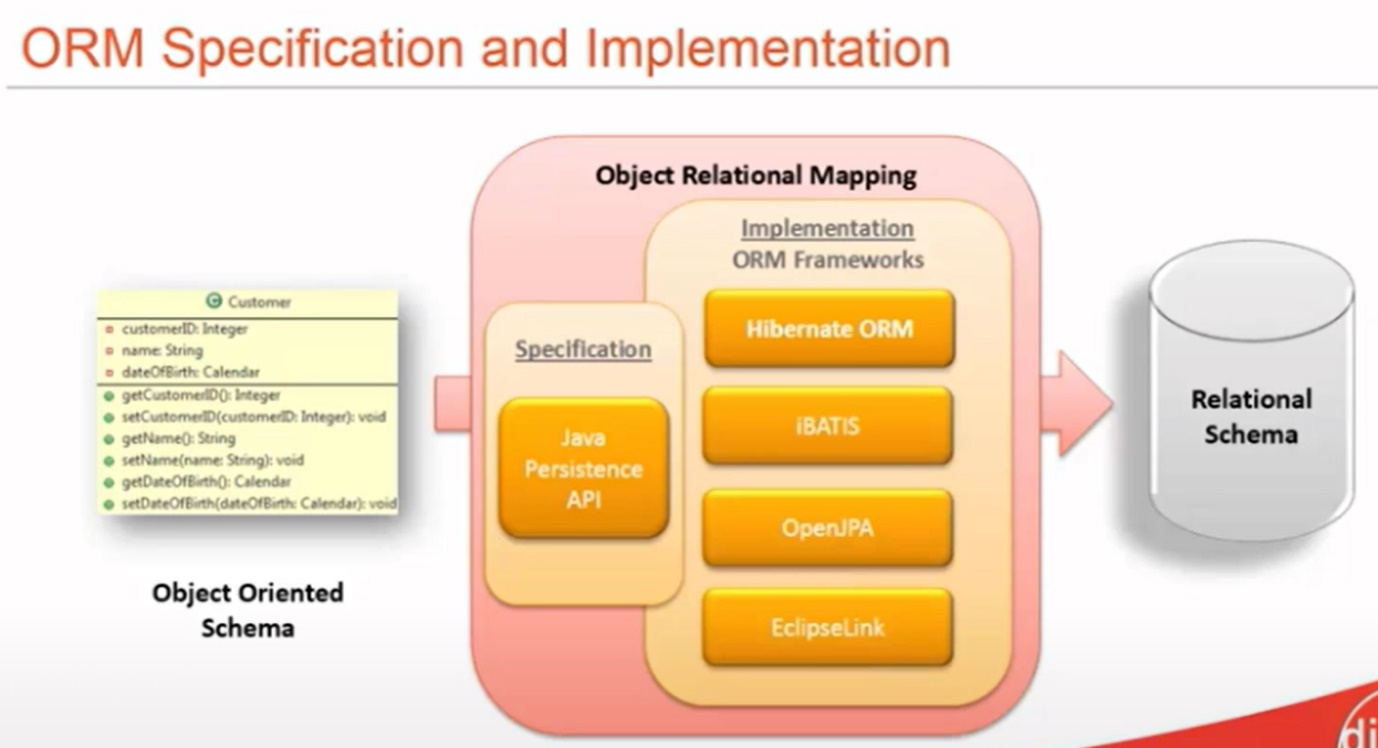 ORM Specification and Implementation
Object Relational Mapping
Implementation
ORM Frameworks
Hibernate ORM
iBATIS
OpenJPA
EclipseLink
Specification
Java
Persistence
API
Customer
customerID: Integer
name: String
dateOfBirth: Calendar
getCustomerID(): Integer
setCustomerID(customerID: Integer): void
getName(): String
setName(name: String): void
getDateOfBirth(): Calendar
setDateOfBirth(dateOfBirth: Calendar): void
Object Oriented
Schema
Relational
Schema
di